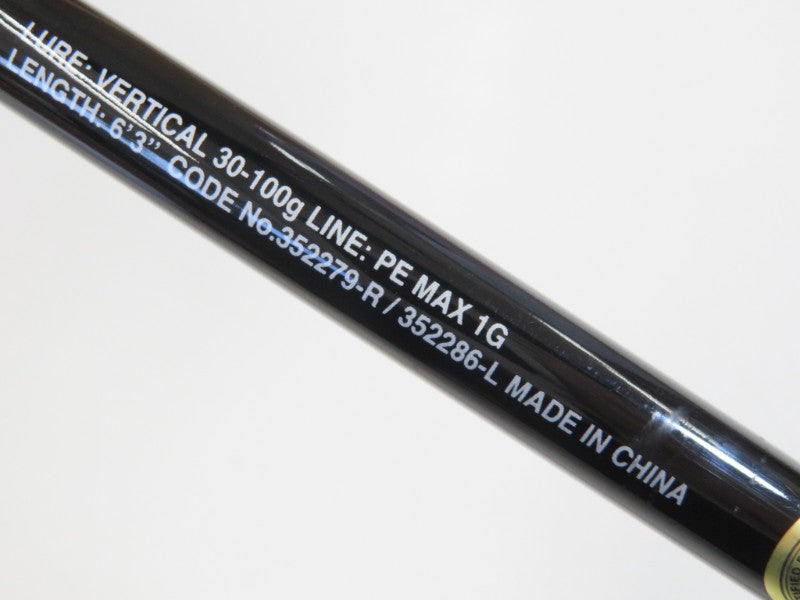 LURE: VERTICAL 30-100g LINE: PE MAX 1G
LENGTH: 6'3" CODE No.352279-R / 352286-L MADE IN CHINA